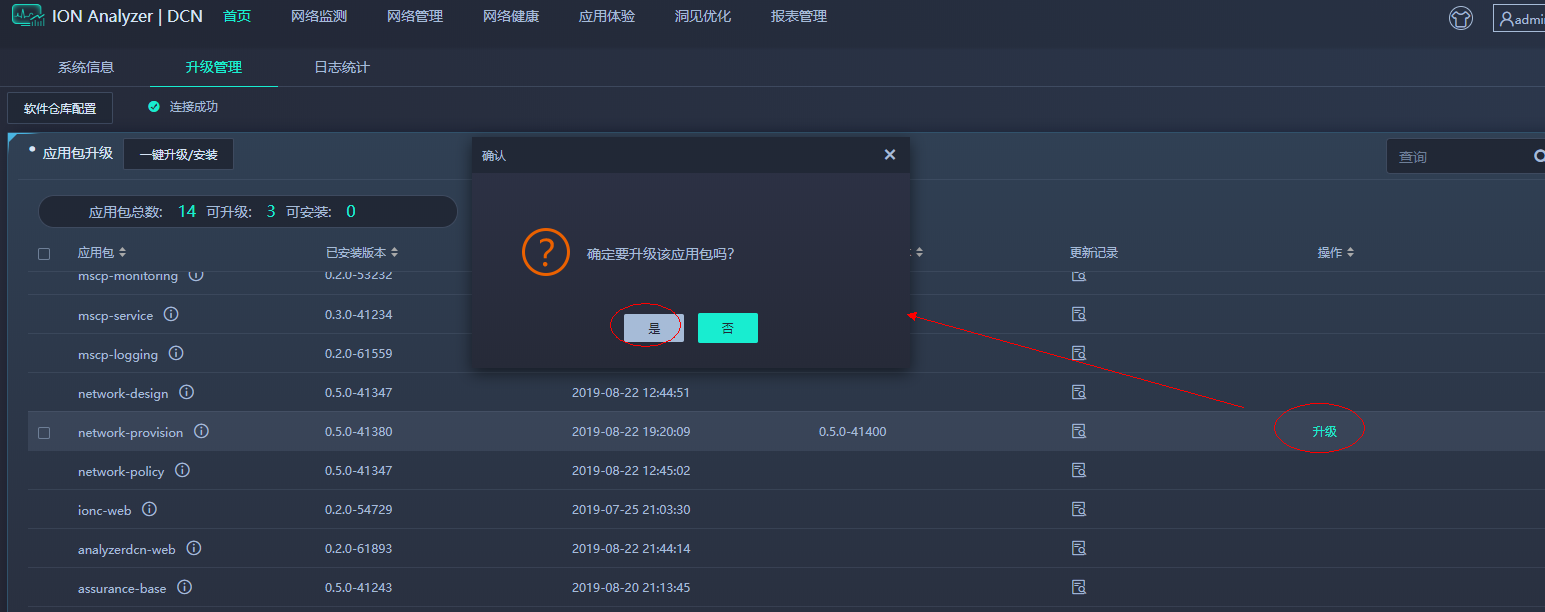 ION Analyzer | DCN 首页 网络监测 网络管理 网络健康 应用体验 洞见优化 报表管理
系统信息 升级管理 日志统计
软件仓库配置 连接成功
应用包升级 一键升级/安装 查询
确认
应用包总数: 14 可升级: 3 可安装: 0
应用包 已安装版本 更新记录 操作
确定要升级该应用包吗?
是 否
mscp-monitoring 0.2.0-53232
mscp-service 0.3.0-41234
mscp-logging 0.2.0-61559
network-design 0.5.0-41347 2019-08-22 12:44:51
network-provision 0.5.0-41380 2019-08-22 19:20:09 0.5.0-41400 升级
network-policy 0.5.0-41347 2019-08-22 12:45:02
ionc-web 0.2.0-54729 2019-07-25 21:03:30
analyzerdcn-web 0.2.0-61893 2019-08-22 21:44:14
assurance-base 0.5.0-41243 2019-08-20 21:13:45